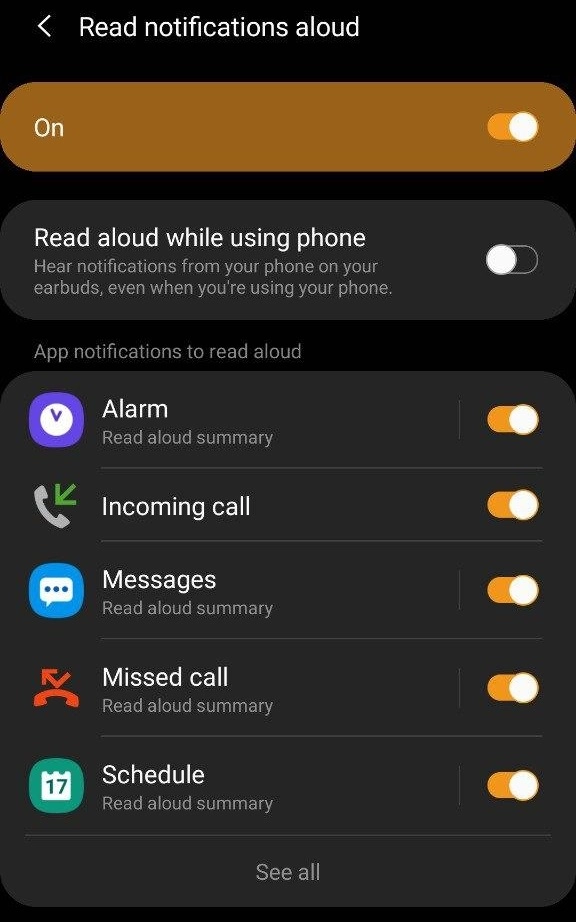 Read notifications aloud
On
Read aloud while using phone
Hear notifications from your phone on your
earbuds, even when you're using your phone.
App notifications to read aloud
Alarm
Read aloud summary
Incoming call
Messages
Read aloud summary
Missed call
Read aloud summary
17
Schedule
Read aloud summary
See all